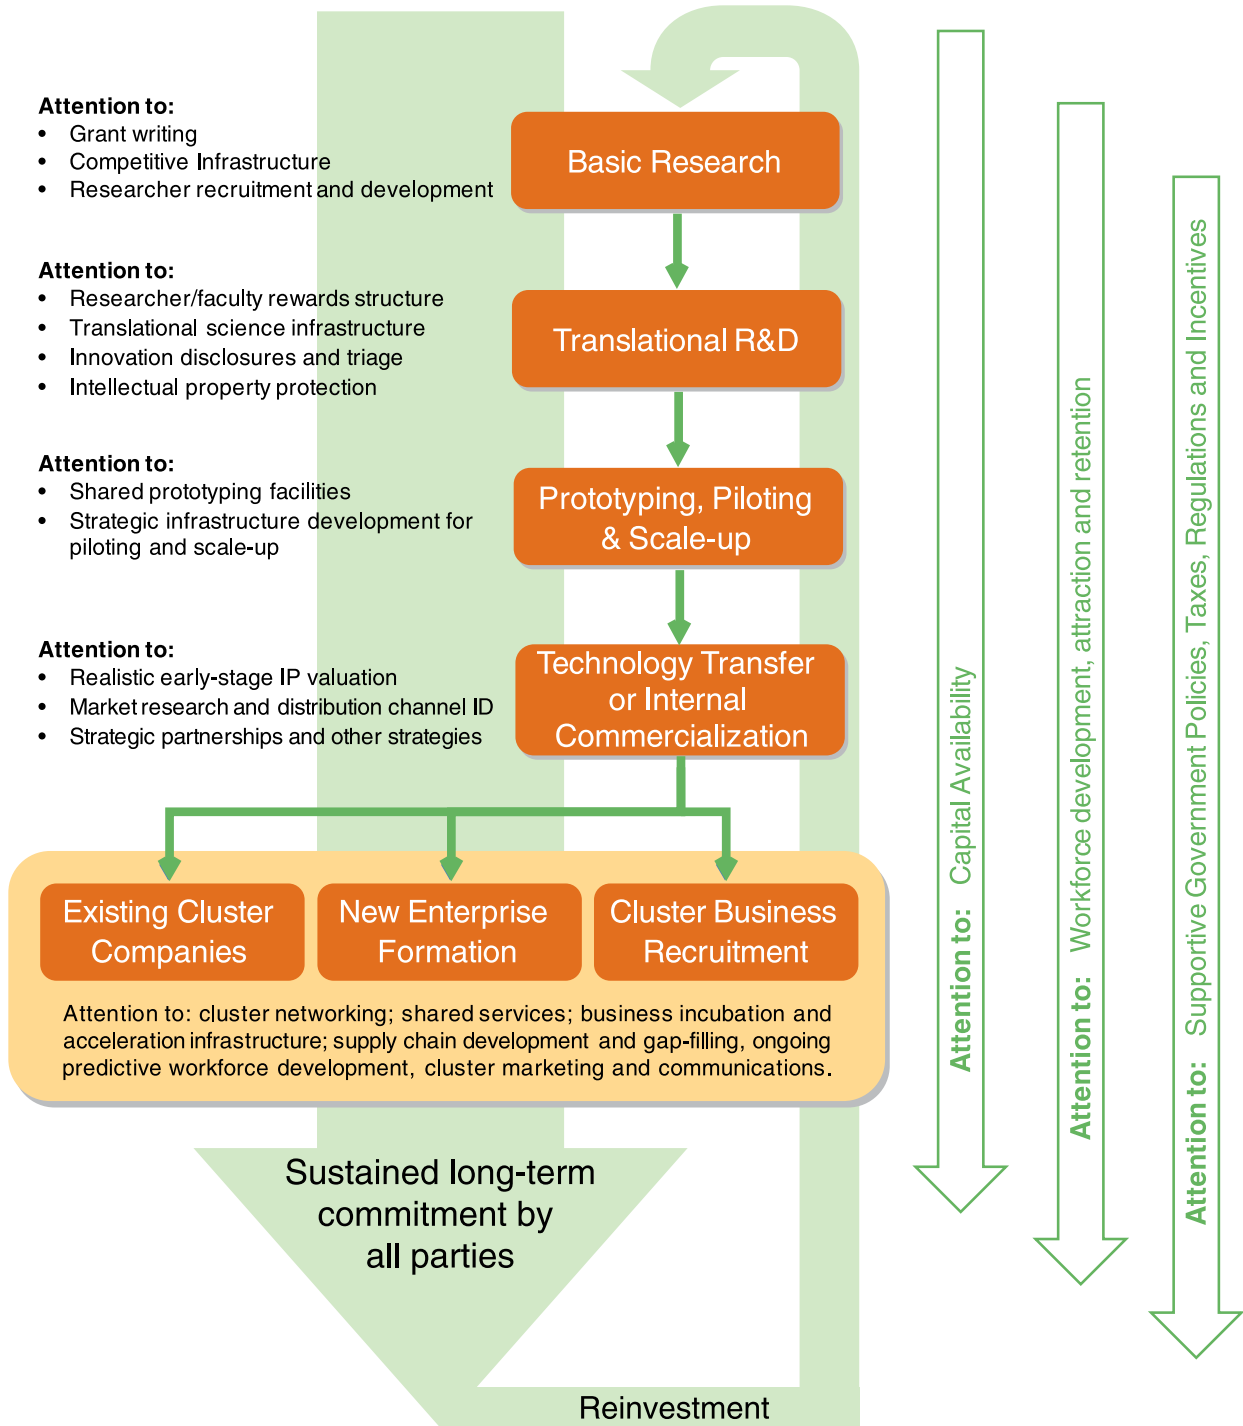 Attention to:
• Grant writing
• Competitive Infrastructure
• Researcher recruitment and development
Basic Research
Attention to:
• Researcher/faculty rewards structure
• Translational science infrastructure
• Innovation disclosures and triage
• Intellectual property protection
Translational R&D
Attention to:
• Shared prototyping facilities
• Strategic infrastructure development for
piloting and scale-up
Prototyping, Piloting
& Scale-up
Attention to:
• Realistic early-stage IP valuation
• Market research and distribution channel ID
• Strategic partnerships and other strategies
Technology Transfer
or Internal
Commercialization
Existing Cluster
Companies
New Enterprise
Formation
Cluster Business
Recruitment
Attention to: cluster networking; shared services; business incubation and
acceleration infrastructure; supply chain development and gap-filling, ongoing
predictive workforce development, cluster marketing and communications.
Sustained long-term
commitment by
all parties
Reinvestment
Attention to: Capital Availability
Attention to: Workforce development, attraction and retention
Attention to: Supportive Government Policies, Taxes, Regulations and Incentives